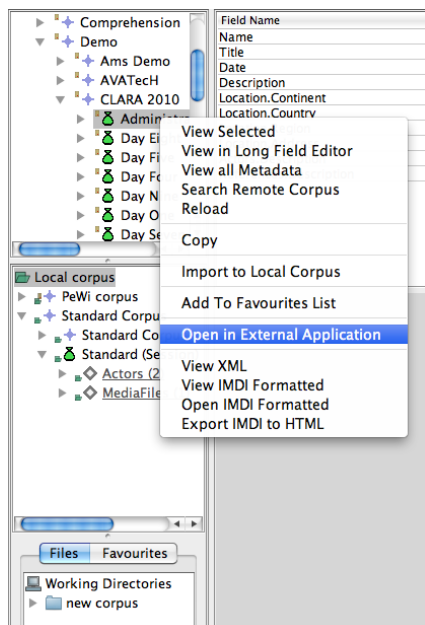 Comprehension
Demo
Ams Demo
AVATecH
CLARA 2010
Day
Day
Day
Day
Day
Day
Field Name
Name
Title
Date
Description
Location.Continent
Location.Country
View Selected
View in Long Field Editor
View all Metadata
Search Remote Corpus
Reload
Copy
Import to Local Corpus
Add To Favourites List
Open in External Application
View XML
View IMDI Formatted
Open IMDI Formatted
Export IMDI to HTML
Local corpus
PeWi corpus
Standard
Standard
Standard
Actors (2
Files
Favourites
Working Directories
new corpus